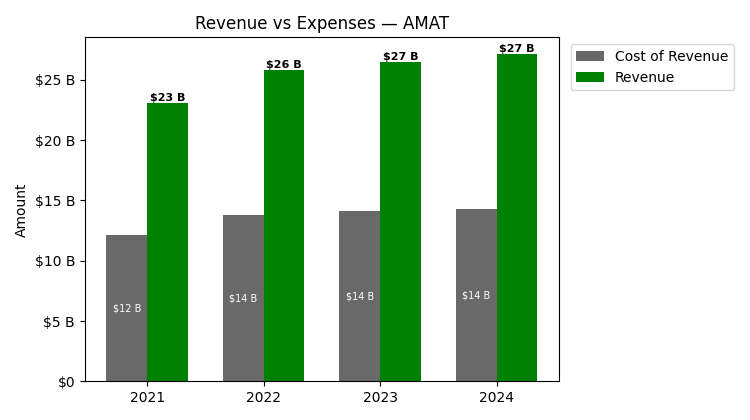 Revenue vs Expenses — AMAT
Cost of Revenue
Revenue
Amount
$25 B
$20 B
$15 B
$10 B
$5 B
$0
$23 B
$26 B
$27 B
$27 B
$12 B
$14 B
$14 B
$14 B
2021
2022
2023
2024